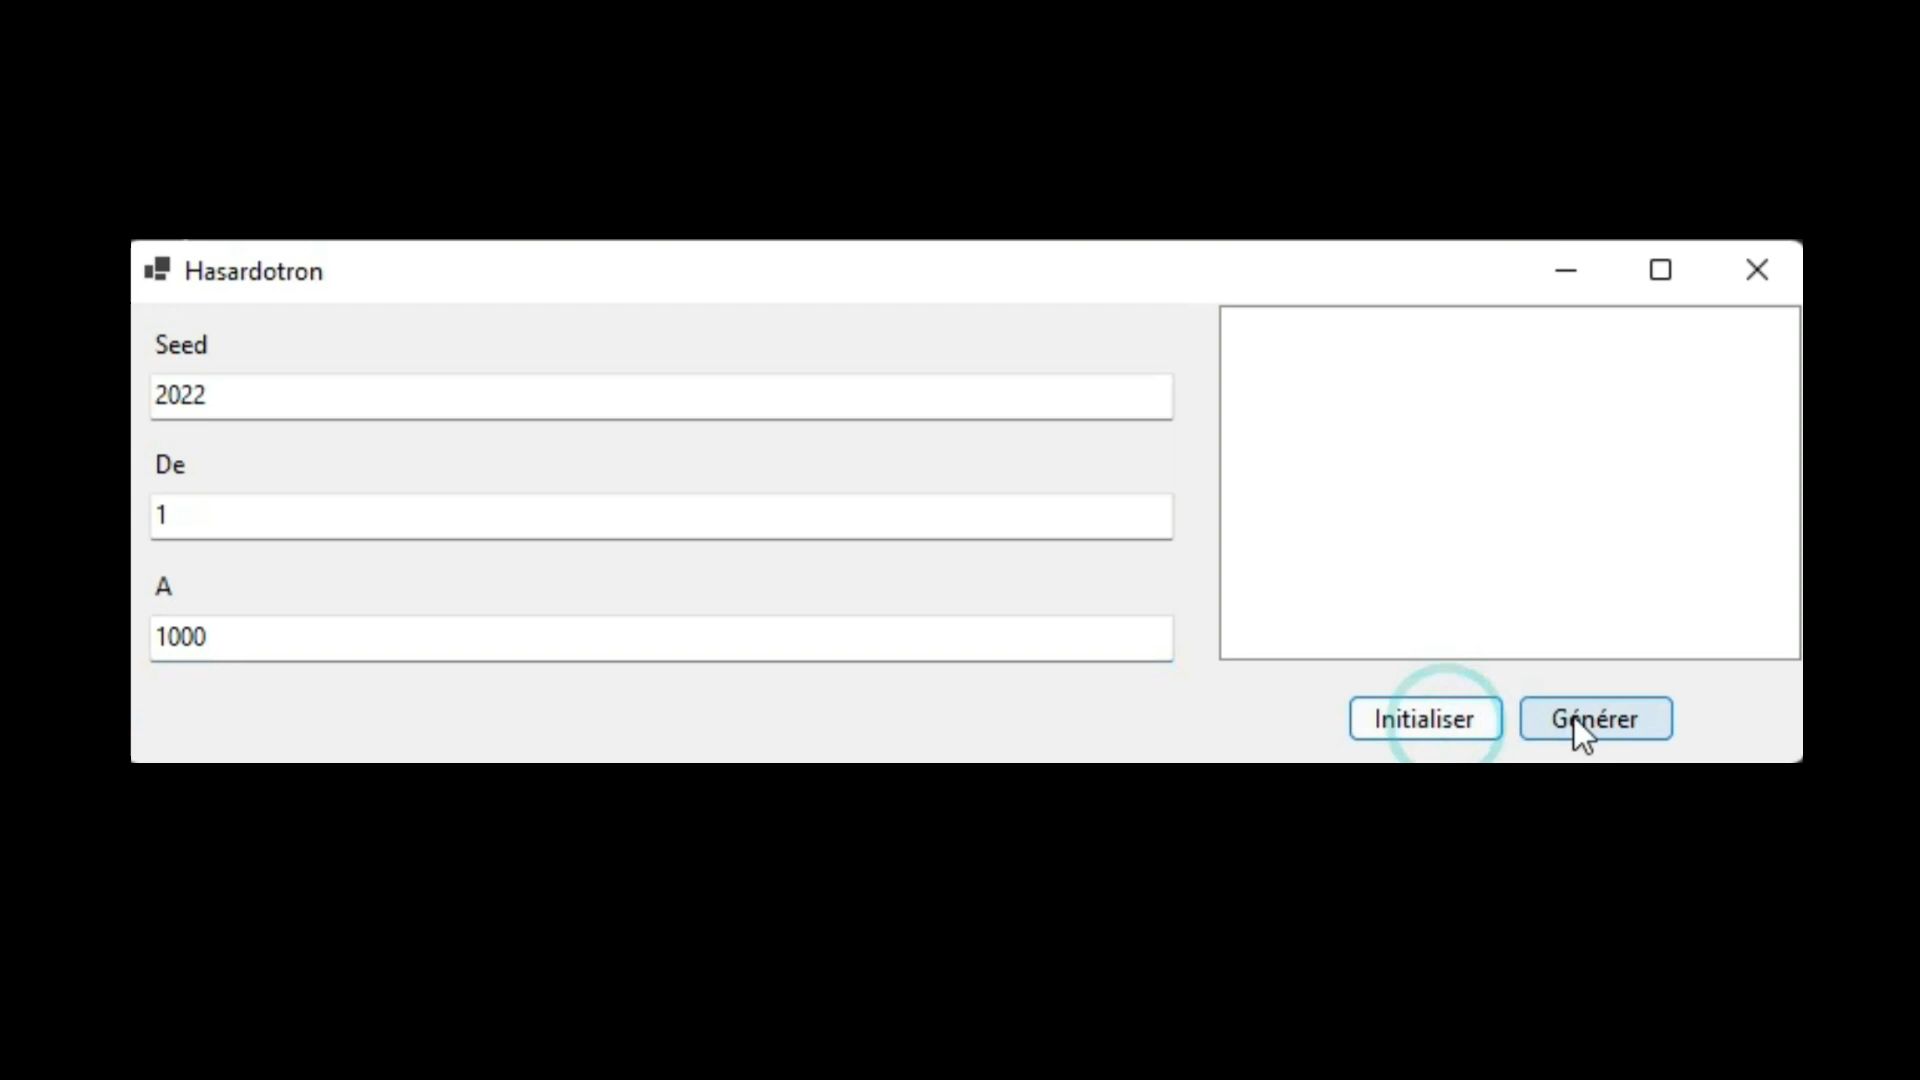 Hasardotron
Seed
2022
De
1
A
1000
Initialiser
Générer